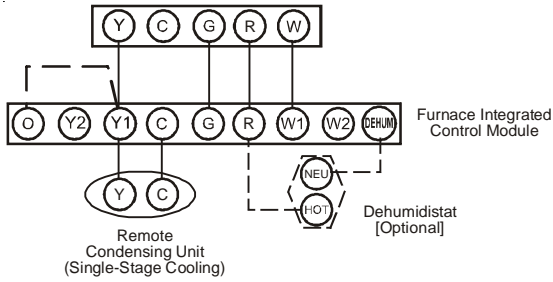 Y C G R W
O Y2 Y1 C G R W1 W2 DEHUM
Furnace Integrated
Control Module
Y C
NEU
HOT
Dehumidistat
[Optional]
Remote
Condensing Unit
(Single-Stage Cooling)